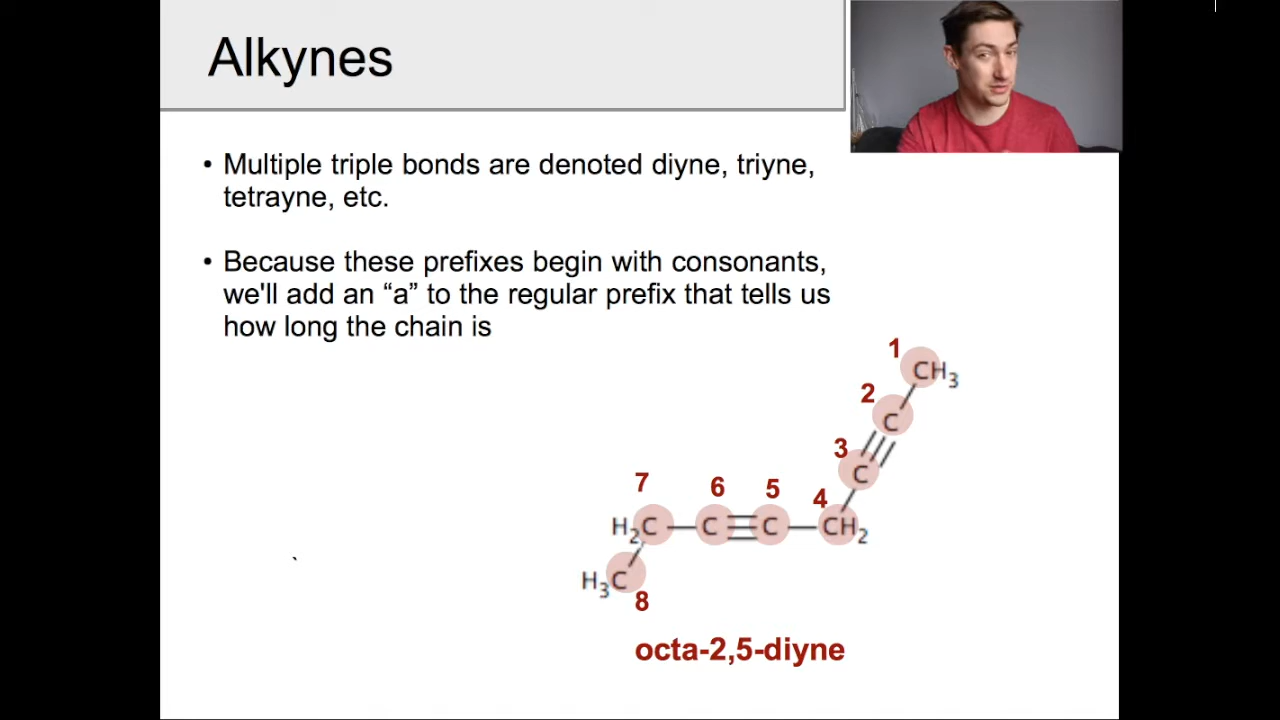 Alkynes
• Multiple triple bonds are denoted diyne, triyne,
tetrayne, etc.
• Because these prefixes begin with consonants,
we'll add an “a” to the regular prefix that tells us
how long the chain is
1
CH3
2
C
3
C
7 6 5 4
H2C C C CH2
H3C
8
octa-2,5-diyne